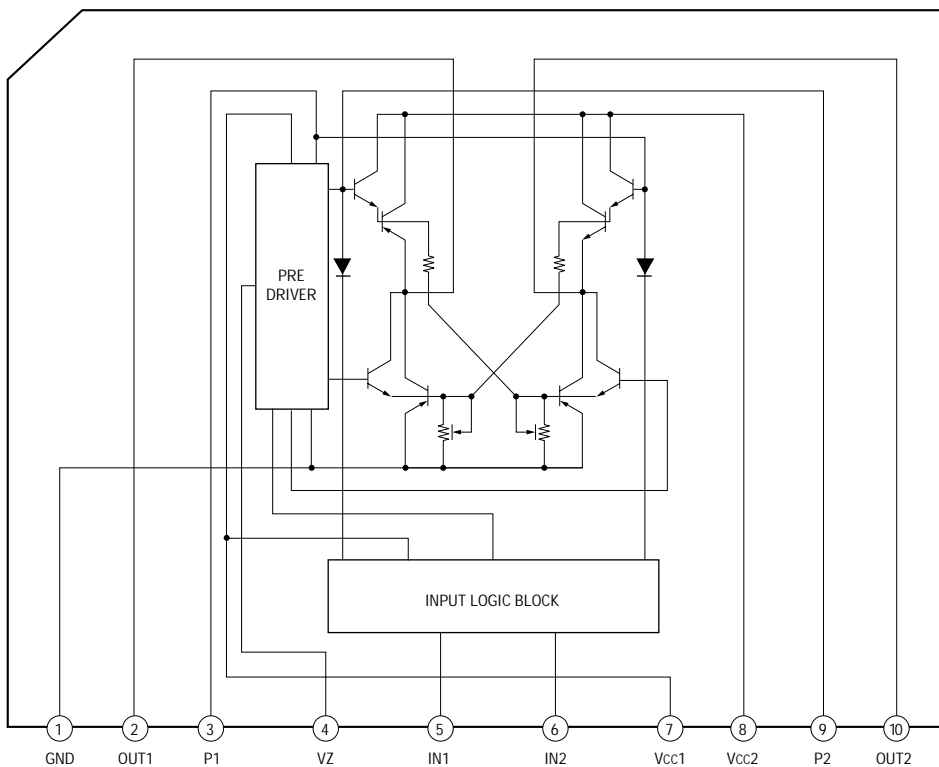 PRE
DRIVER
INPUT LOGIC BLOCK
1 2 3 4 5 6 7 8 9 10
GND OUT1 P1 VZ IN1 IN2 VCC1 VCC2 P2 OUT2